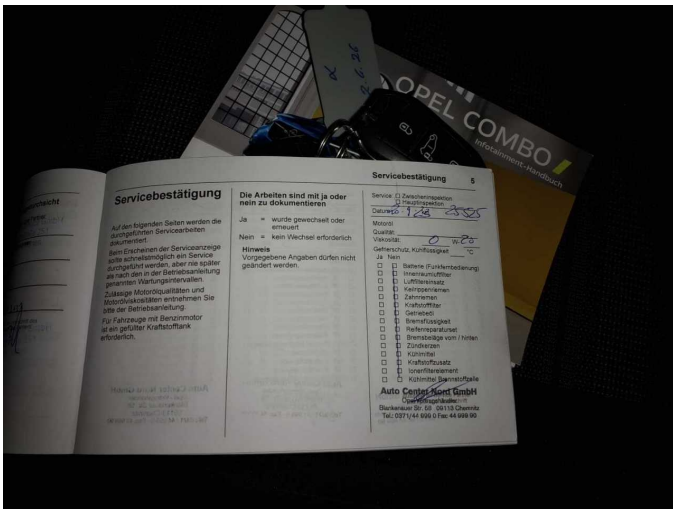 OPEL COMBO
Infotainment-Handbuch
Servicebestätigung
Auf den folgenden Seiten werden die
durchgeführten Servicearbeiten
dokumentiert.
Beim Erscheinen der Serviceanzeige
sollte schnellstmöglich ein Service
durchgeführt werden, aber nie später
als nach den in der Betriebsanleitung
genannten Wartungsintervallen.
Zulässige Motorölqualitäten und
Motorölviskositäten entnehmen Sie
bitte der Betriebsanleitung.
Für Fahrzeuge mit Benzinmotor
ist ein gefüllter Kraftstofftank
erforderlich.
Die Arbeiten sind mit ja oder
nein zu dokumentieren
Ja = wurde gewechselt oder
erneuert
Nein = kein Wechsel erforderlich
Hinweis
Vorgegebene Angaben dürfen nicht
geändert werden.
Servicebestätigung 5
Service: Zwischeninspektion
Hauptinspektion
Datum
Motoröl
Qualität:
Viskosität: 0 W-20
Gefrierschutz, Kühlflüssigkeit °C
Ja Nein
Batterie (Funkfernbedienung)
Innenraumluftfilter
Luftfiltereinsatz
Keilrippenriemen
Zahnriemen
Kraftstofffilter
Getriebeöl
Bremsflüssigkeit
Reifenreparaturset
Bremsbeläge vorn / hinten
Zündkerzen
Kühlmittel
Kraftstoffzusatz
Ionenfilterelement
Kühlmittel Brennstoffzelle
Auto Center Nord GmbH
Blankenauer Str. 58 09113 Chemnitz
Tel.: 0371/44 999 0 Fax 44 999 90